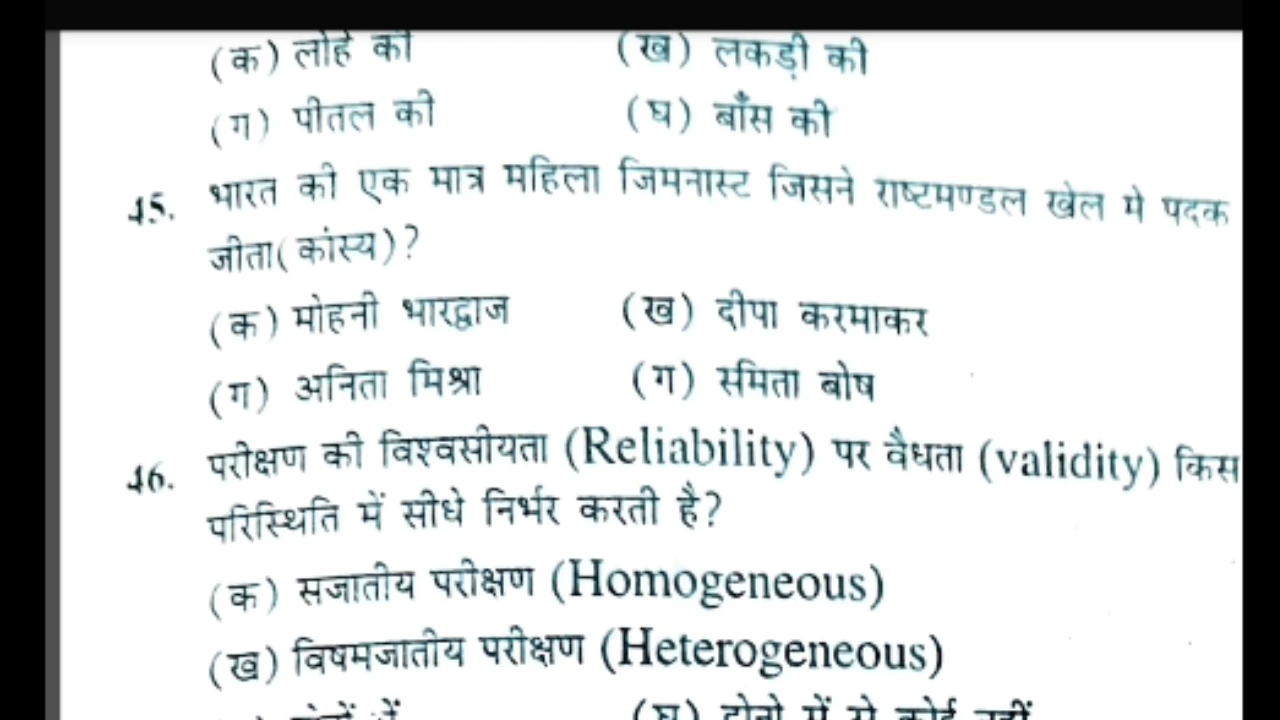 (क) लोहे की (ख) लकड़ी की
(ग) पीतल की (घ) बाँस की
45. भारत की एक मात्र महिला जिमनास्ट जिसने राष्टमण्डल खेल मे पदक
जीता(कांस्य)?
(क) मोहनी भारद्वाज (ख) दीपा करमाकर
(ग) अनिता मिश्रा (ग) समिता बोष
46. परीक्षण की विश्वसीयता (Reliability) पर वैधता (validity) किस
परिस्थिति में सीधे निर्भर करती है?
(क) सजातीय परीक्षण (Homogeneous)
(ख) विषमजातीय परीक्षण (Heterogeneous)
(घ) दोनो में से कोई नहीं